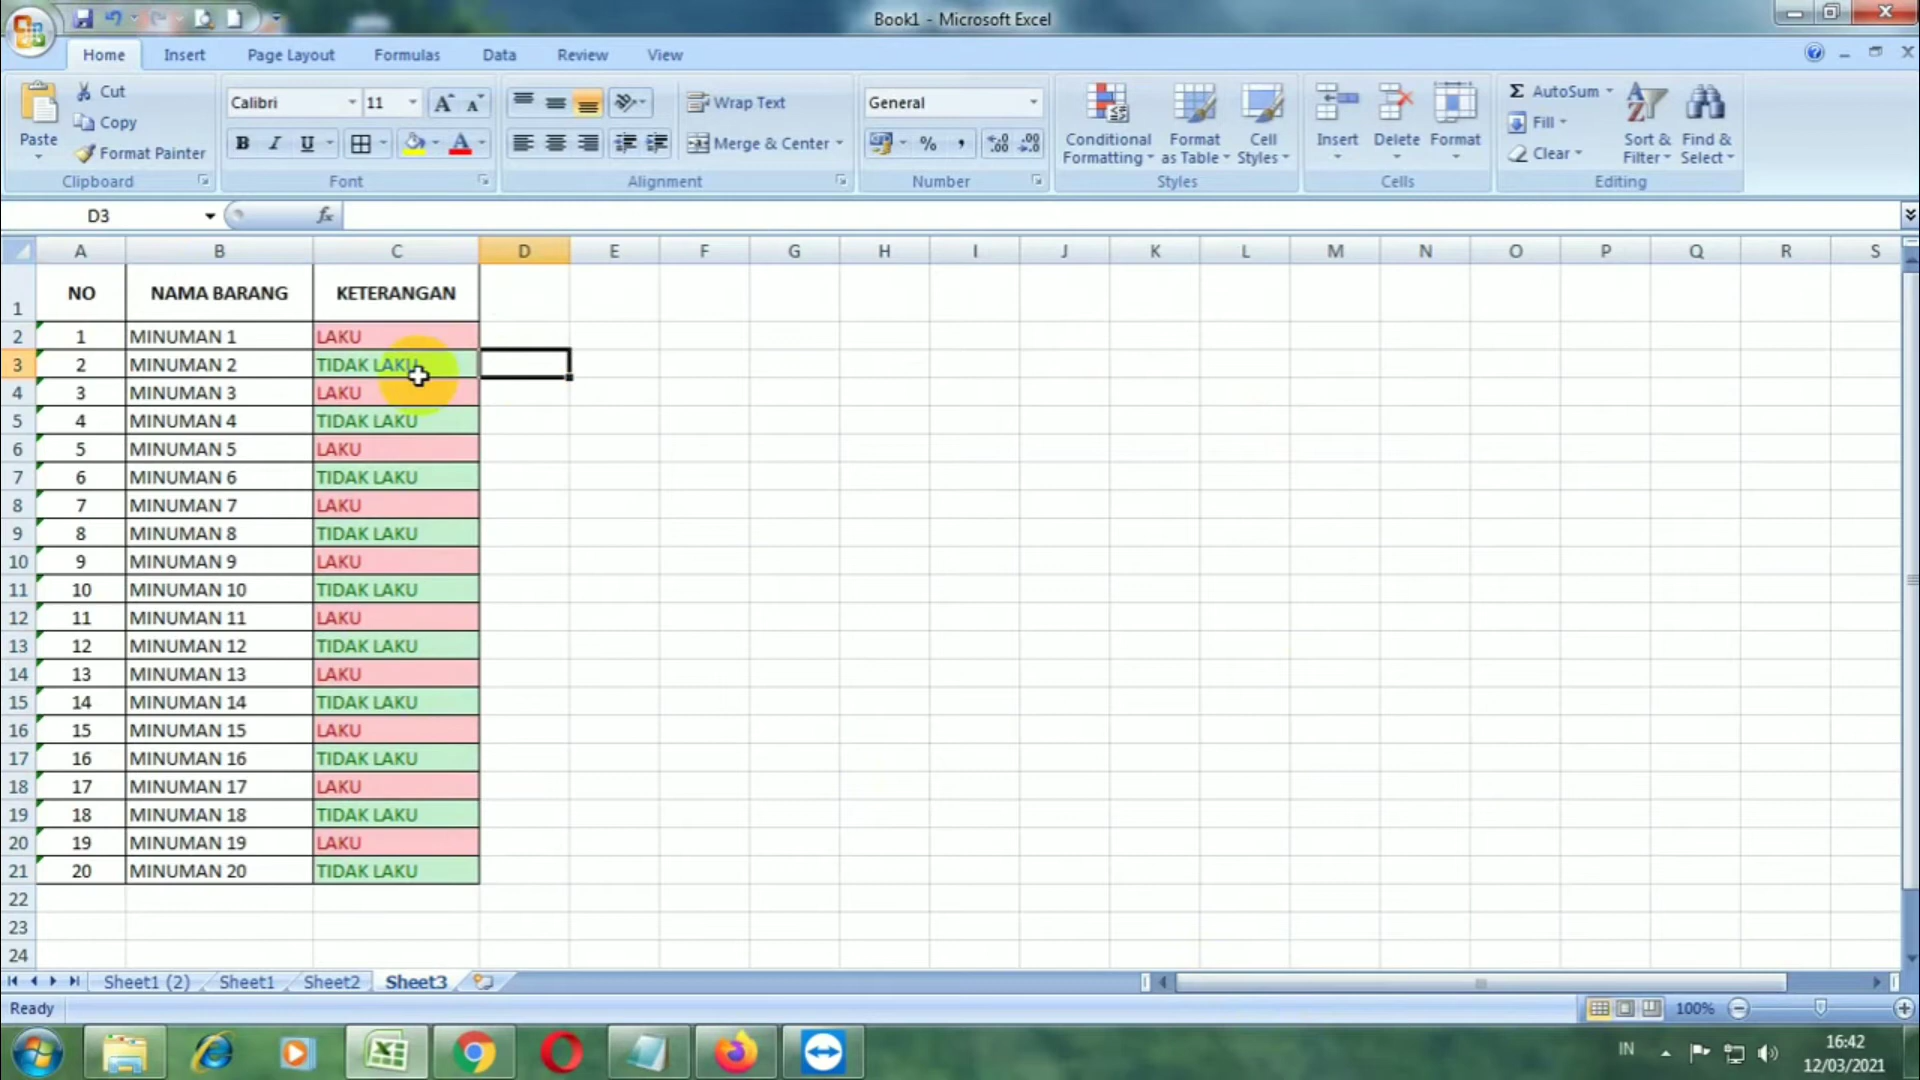 Book1 - Microsoft Excel
Home Insert Page Layout Formulas Data Review View
Paste
Cut
Copy
Format Painter
Clipboard
Calibri 11
B I U
Font
Wrap Text
Merge & Center
Alignment
General
%
Number
Conditional Formatting
Format as Table
Cell Styles
Styles
Insert Delete Format
Cells
Σ AutoSum
Fill
Clear
Sort & Filter
Find & Select
Editing
D3 fx
A B C D E F G H I J K L M N O P Q R S
1 NO NAMA BARANG KETERANGAN
2 1 MINUMAN 1 LAKU
3 2 MINUMAN 2 TIDAK LAKU
4 3 MINUMAN 3 LAKU
5 4 MINUMAN 4 TIDAK LAKU
6 5 MINUMAN 5 LAKU
7 6 MINUMAN 6 TIDAK LAKU
8 7 MINUMAN 7 LAKU
9 8 MINUMAN 8 TIDAK LAKU
10 9 MINUMAN 9 LAKU
11 10 MINUMAN 10 TIDAK LAKU
12 11 MINUMAN 11 LAKU
13 12 MINUMAN 12 TIDAK LAKU
14 13 MINUMAN 13 LAKU
15 14 MINUMAN 14 TIDAK LAKU
16 15 MINUMAN 15 LAKU
17 16 MINUMAN 16 TIDAK LAKU
18 17 MINUMAN 17 LAKU
19 18 MINUMAN 18 TIDAK LAKU
20 19 MINUMAN 19 LAKU
21 20 MINUMAN 20 TIDAK LAKU
22
23
24
Sheet1 (2) Sheet1 Sheet2 Sheet3
Ready 100%
IN 16:42
12/03/2021